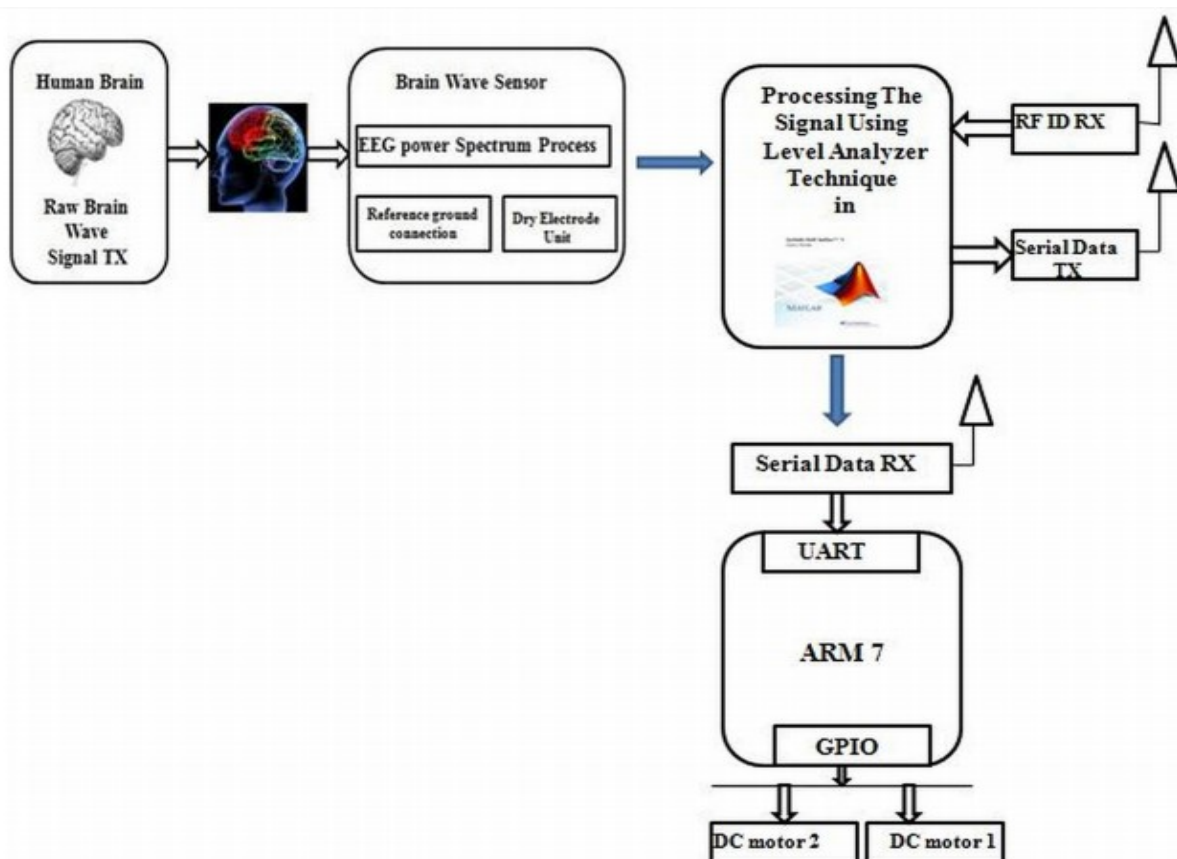 Human Brain
Raw Brain
Wave
Signal TX
Brain Wave Sensor
EEG power Spectrum Process
Reference ground
connection
Dry Electrode
Unit
Processing The
Signal Using
Level Analyzer
Technique
in
MATLAB
RF ID RX
Serial Data
TX
Serial Data RX
UART
ARM 7
GPIO
DC motor 2
DC motor 1